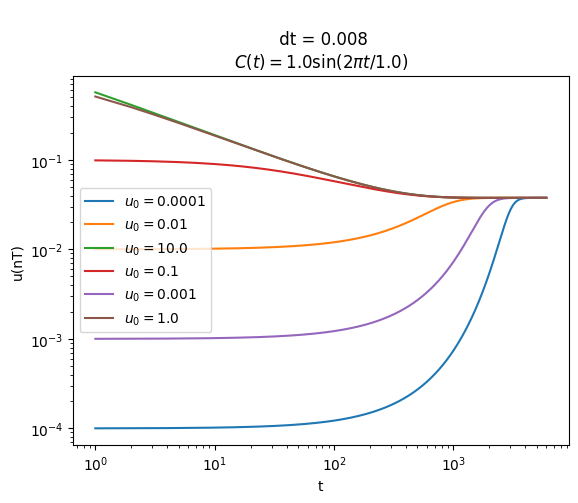 dt = 0.008
C(t) = 1.0sin(2πt/1.0)
u(nT)
10⁻¹
10⁻²
10⁻³
10⁻⁴
u₀ = 0.0001
u₀ = 0.01
u₀ = 10.0
u₀ = 0.1
u₀ = 0.001
u₀ = 1.0
10⁰ 10¹ 10² 10³
t